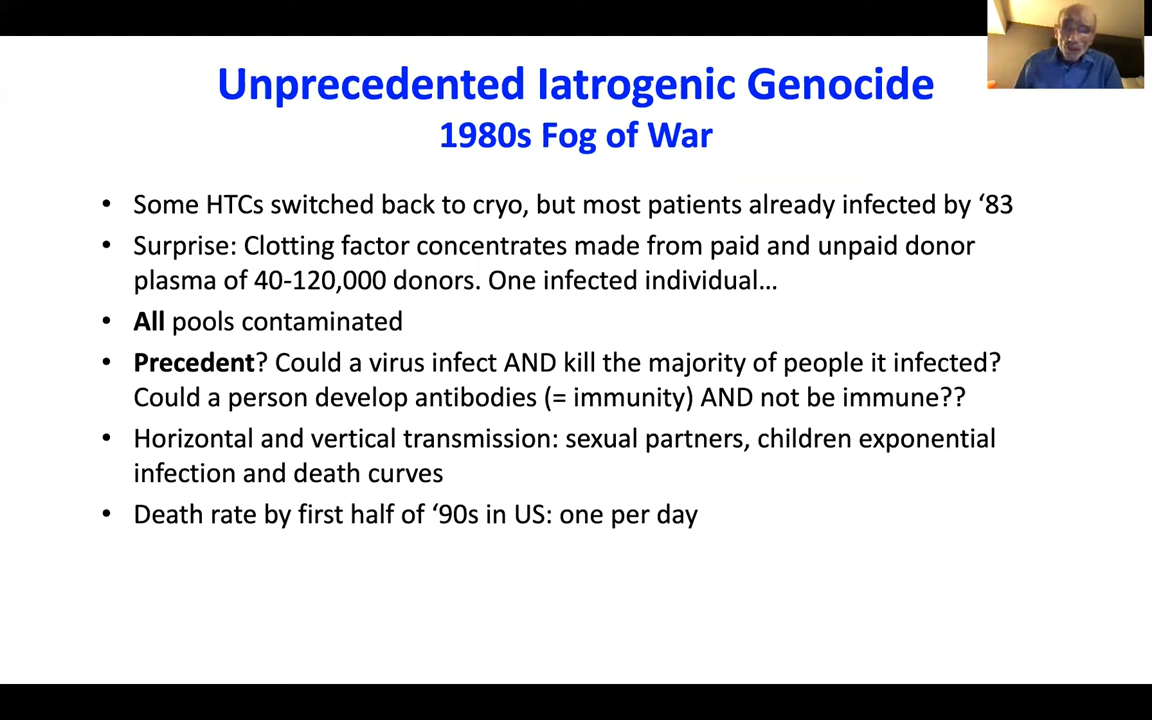 Unprecedented Iatrogenic Genocide
1980s Fog of War
• Some HTCs switched back to cryo, but most patients already infected by ‘83
• Surprise: Clotting factor concentrates made from paid and unpaid donor
plasma of 40-120,000 donors. One infected individual…
• All pools contaminated
• Precedent? Could a virus infect AND kill the majority of people it infected?
Could a person develop antibodies (= immunity) AND not be immune??
• Horizontal and vertical transmission: sexual partners, children exponential
infection and death curves
• Death rate by first half of ‘90s in US: one per day